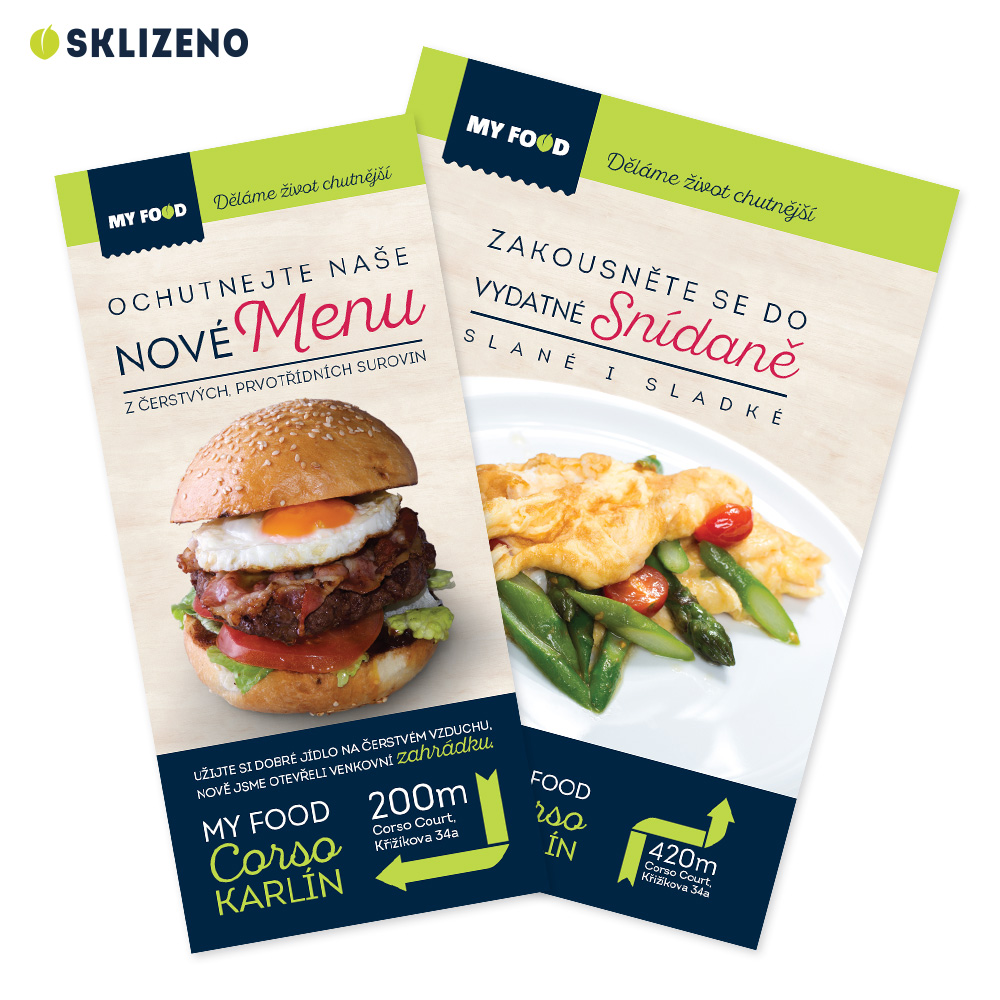 SKLIZENO
MY FOOD
Děláme život chutnější
OCHUTNEJTE NAŠE
NOVÉ Menu
Z ČERSTVÝCH, PRVOTŘÍDNÍCH SUROVIN
UŽIJTE SI DOBRÉ JÍDLO NA ČERSTVÉM VZDUCHU,
NOVĚ JSME OTEVŘELI VENKOVNÍ zahrádku.
MY FOOD
Corso
KARLÍN
200m
Corso Court,
Křižíkova 34a
MY FOOD
Děláme život chutnější
ZAKOUSNĚTE SE DO
VYDATNÉ Snídaně
SLANÉ I SLADKÉ
FOOD
rso
ÍN
420m
Corso Court,
Křižíkova 34a